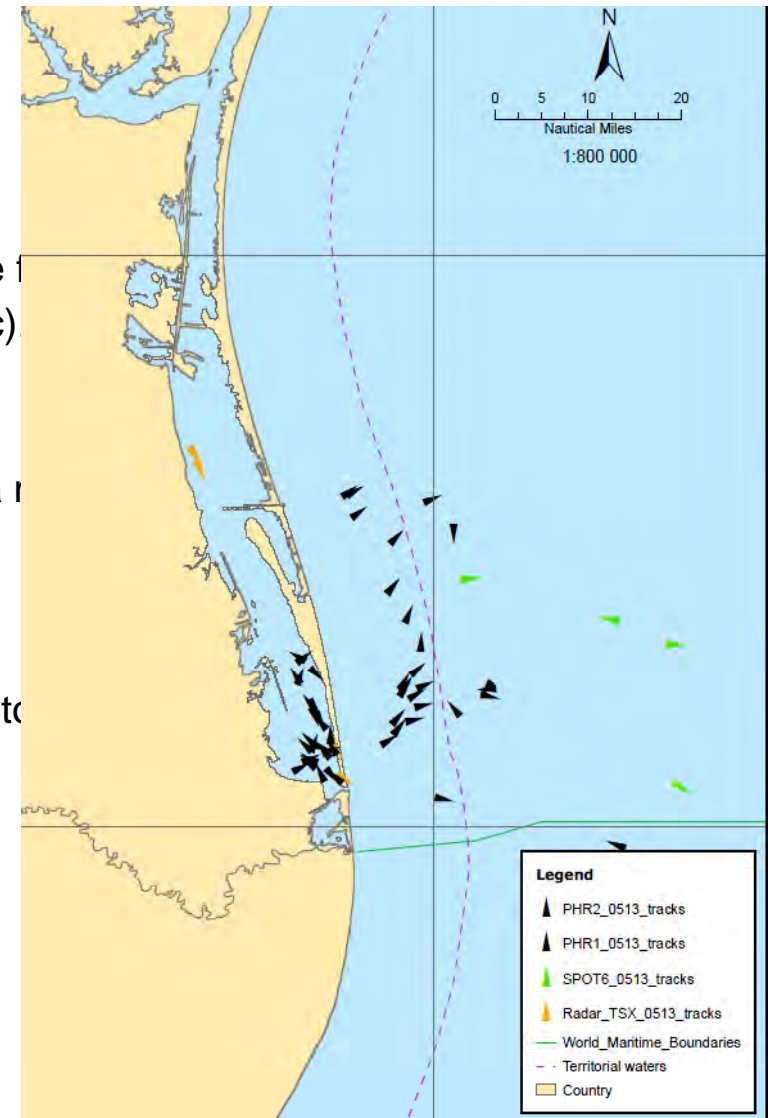 N
0 5 10 20
Nautical Miles
1:800 000
c)
Legend
PHR2_0513_tracks
PHR1_0513_tracks
SPOT6_0513_tracks
Radar_TSX_0513_tracks
World_Maritime_Boundaries
Territorial waters
Country